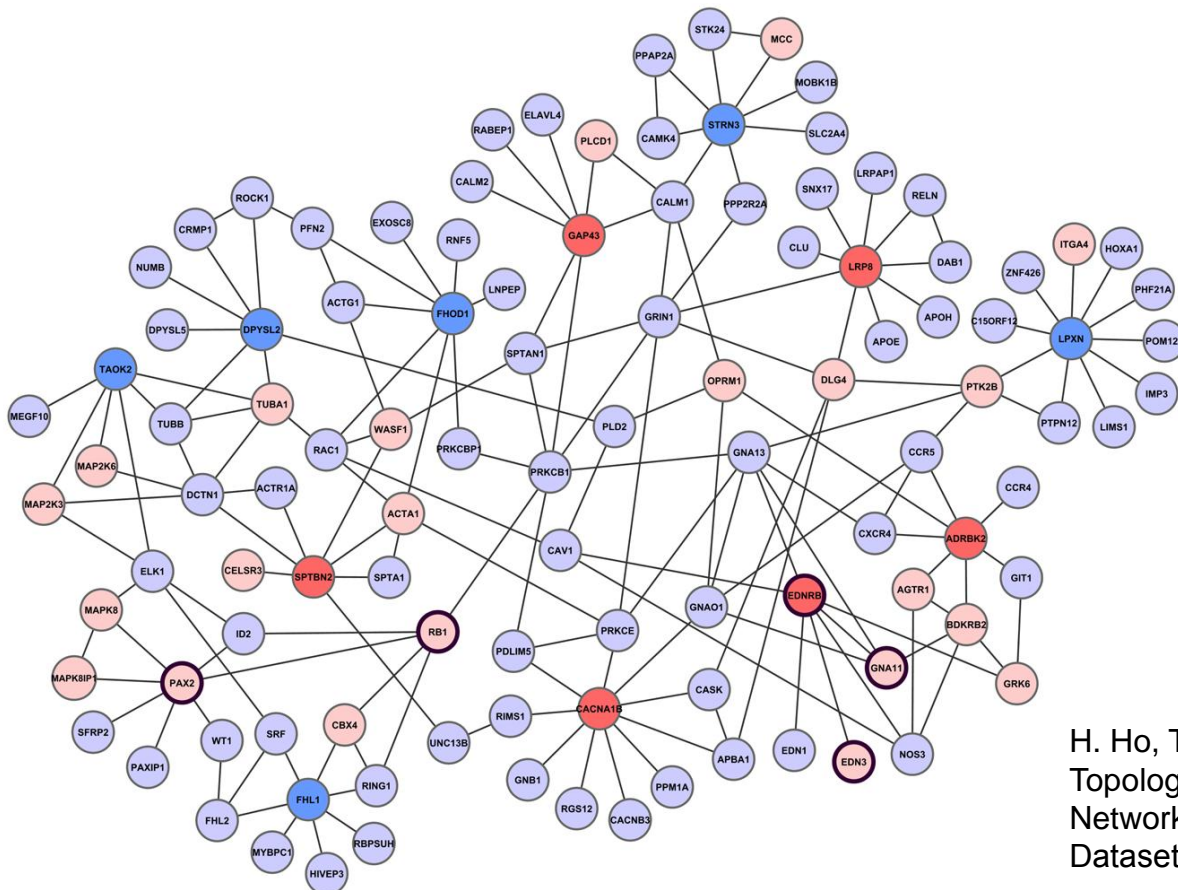 STK24
MCC
PPAP2A
MOBK1B
STRN3
CAMK4
SLC2A4
ELAVL4
RABEP1
PLCD1
CALM2
CALM1
PPP2R2A
GAP43
LRPAP1
SNX17
RELN
CLU
LRP8
DAB1
APOH
APOE
ITGA4
HOXA1
ZNF426
PHF21A
C15ORF12
LPXN
POM12
IMP3
LIMS1
PTPN12
ROCK1
CRMP1
PFN2
EXOSC8
RNF5
NUMB
LNPEP
ACTG1
FHOD1
DPYSL5
DPYSL2
GRIN1
SPTAN1
TAOK2
OPRM1
DLG4
PTK2B
MEGF10
TUBA1
TUBB
WASF1
RAC1
PRKCBP1
PLD2
PRKCB1
GNA13
CCR5
MAP2K6
MAP2K3
DCTN1
ACTR1A
CCR4
ACTA1
CXCR4
ADRBK2
CAV1
ELK1
CELSR3
SPTBN2
SPTA1
GIT1
AGTR1
EDNRB
GNAO1
MAPK8
ID2
RB1
PRKCE
BDKRB2
PDLIM5
GNA11
MAPK8IP1
PAX2
GRK6
CASK
CACNA1B
RIMS1
SFRP2
WT1
SRF
CBX4
UNC13B
PAXIP1
APBA1
EDN1
EDN3
NOS3
GNB1
RING1
PPM1A
FHL1
RGS12
CACNB3
FHL2
MYBPC1
RBPSUH
HIVEP3
H. Ho, T
Topolog
Network
Dataset